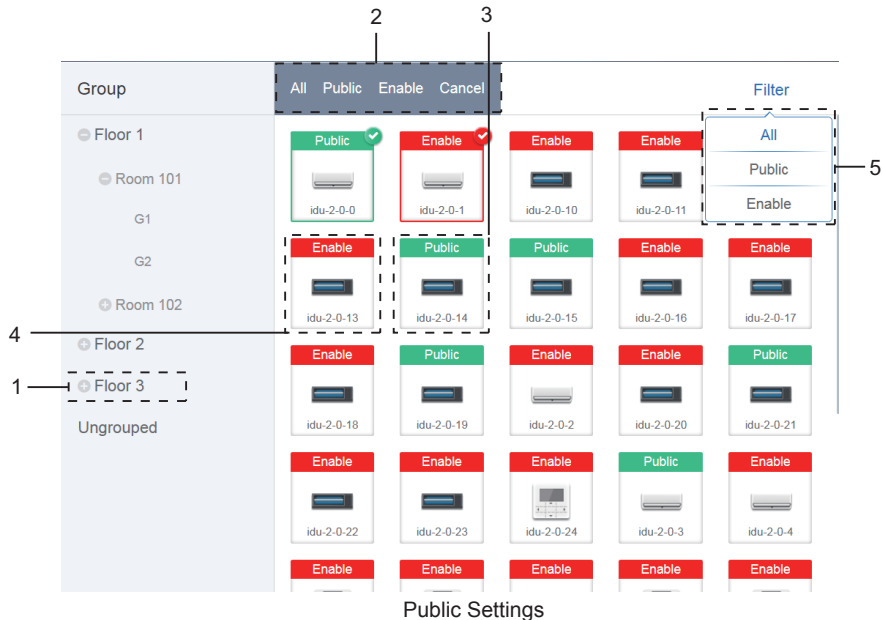 2
3
Group
All Public Enable Cancel
Filter
Floor 1
Room 101
G1
G2
Room 102
Floor 2
Floor 3
Ungrouped
Public Enable Enable Enable
idu-2-0-0 idu-2-0-1 idu-2-0-10 idu-2-0-11
All
Public
Enable
5
Enable Public Public Enable Enable
idu-2-0-13 idu-2-0-14 idu-2-0-15 idu-2-0-16 idu-2-0-17
4
1
Enable Public Enable Enable Public
idu-2-0-18 idu-2-0-19 idu-2-0-2 idu-2-0-20 idu-2-0-21
Enable Enable Enable Public Enable
idu-2-0-22 idu-2-0-23 idu-2-0-24 idu-2-0-3 idu-2-0-4
Enable Enable Enable Enable Enable
Public Settings